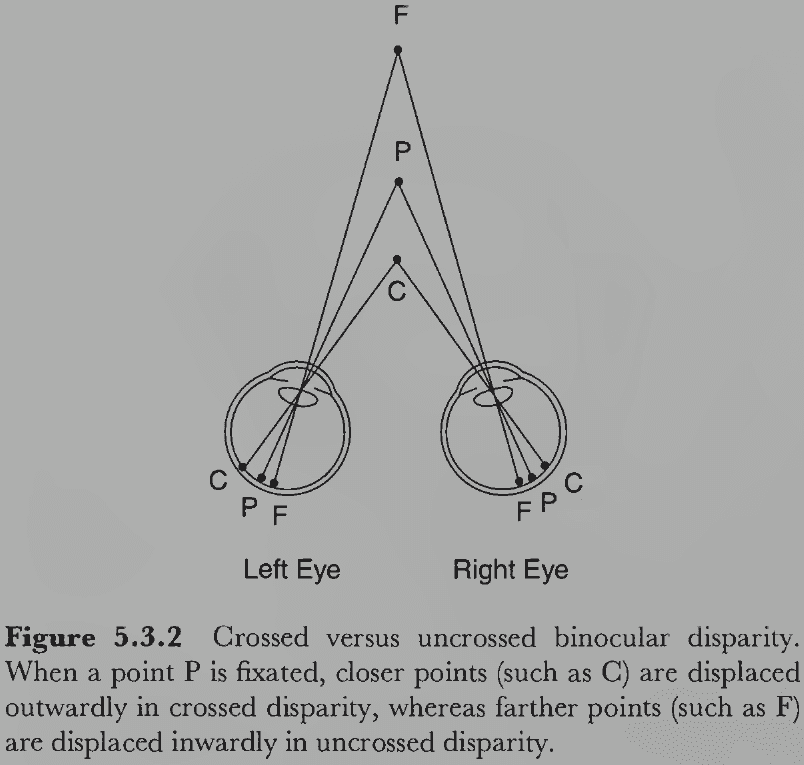 F
P
C
C
P
F
F
P
C
Left Eye
Right Eye
Figure 5.3.2 Crossed versus uncrossed binocular disparity.
When a point P is fixated, closer points (such as C) are displaced
outwardly in crossed disparity, whereas farther points (such as F)
are displaced inwardly in uncrossed disparity.